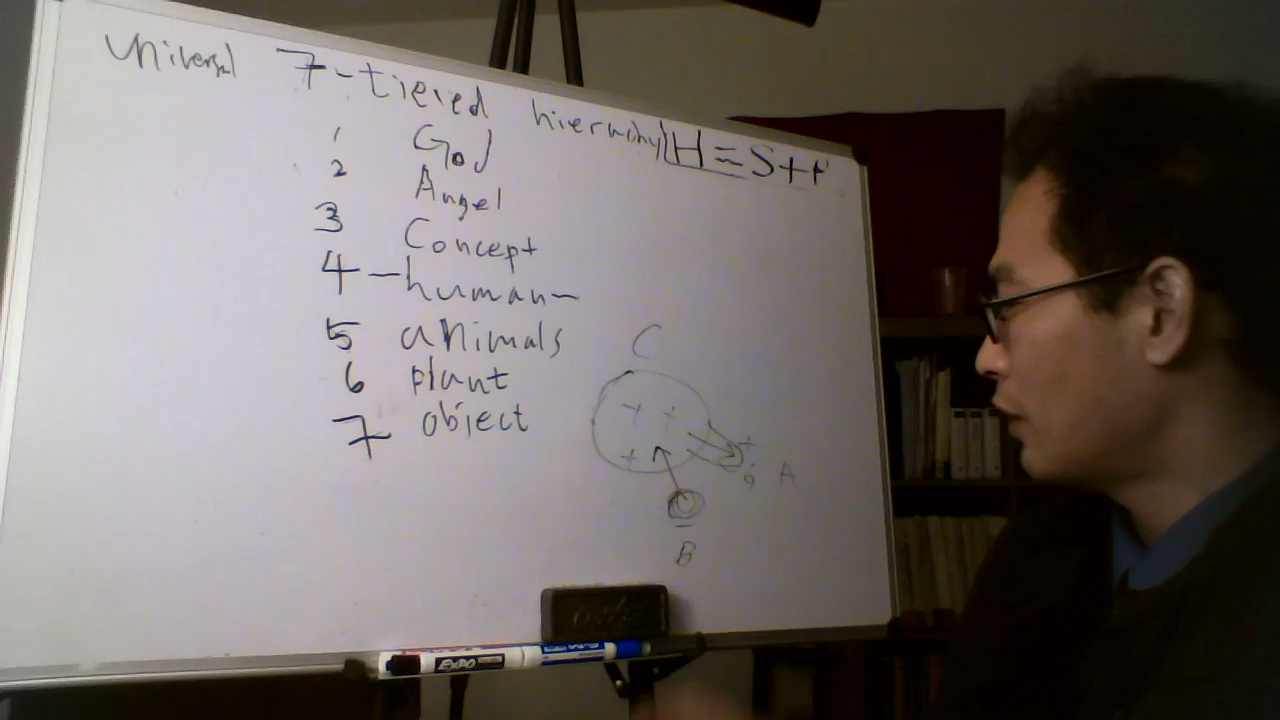 Universal 7-tiered hierarchy H = S +
1 God
2 Angel
3 Concept
4 - human -
5 animals
6 plant
7 object
C
+ +
+
+
A
B
EXPO